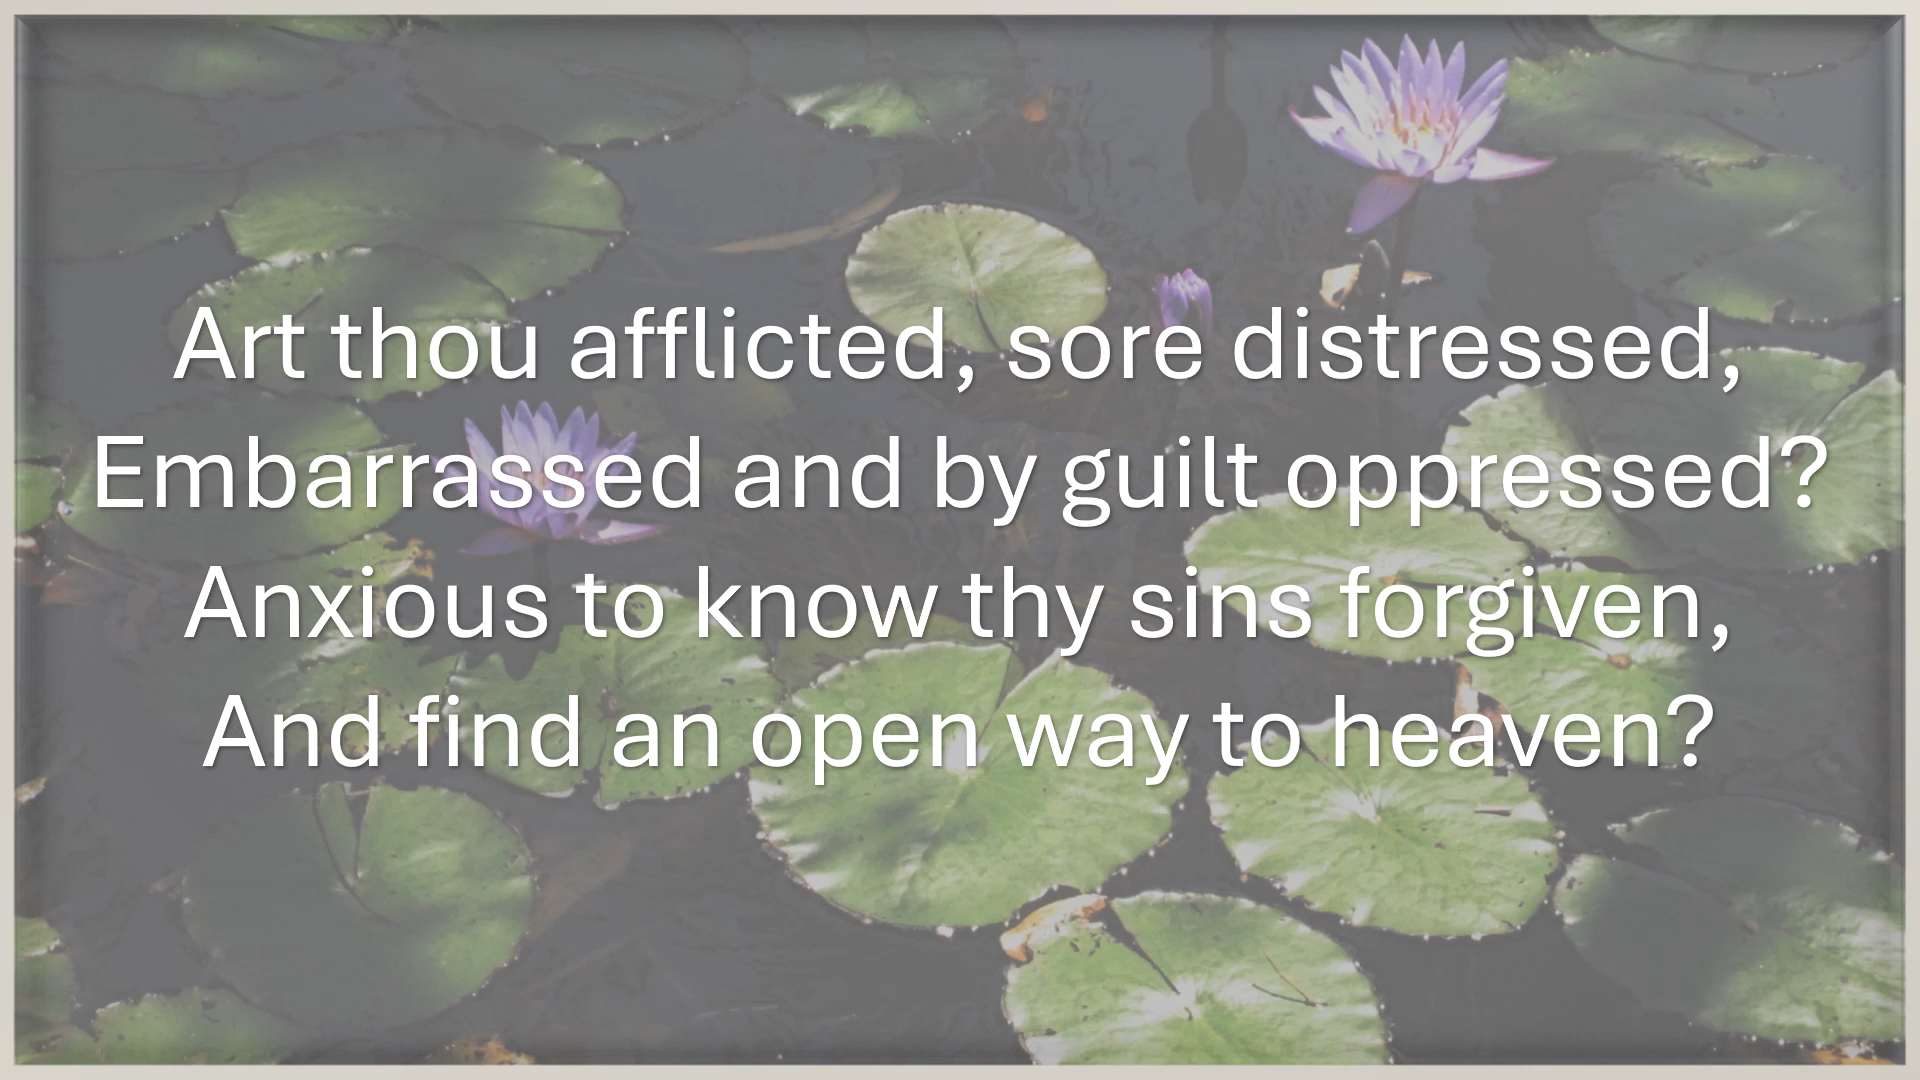 Art thou afflicted, sore distressed,
Embarrassed and by guilt oppressed?
Anxious to know thy sins forgiven,
And find an open way to heaven?